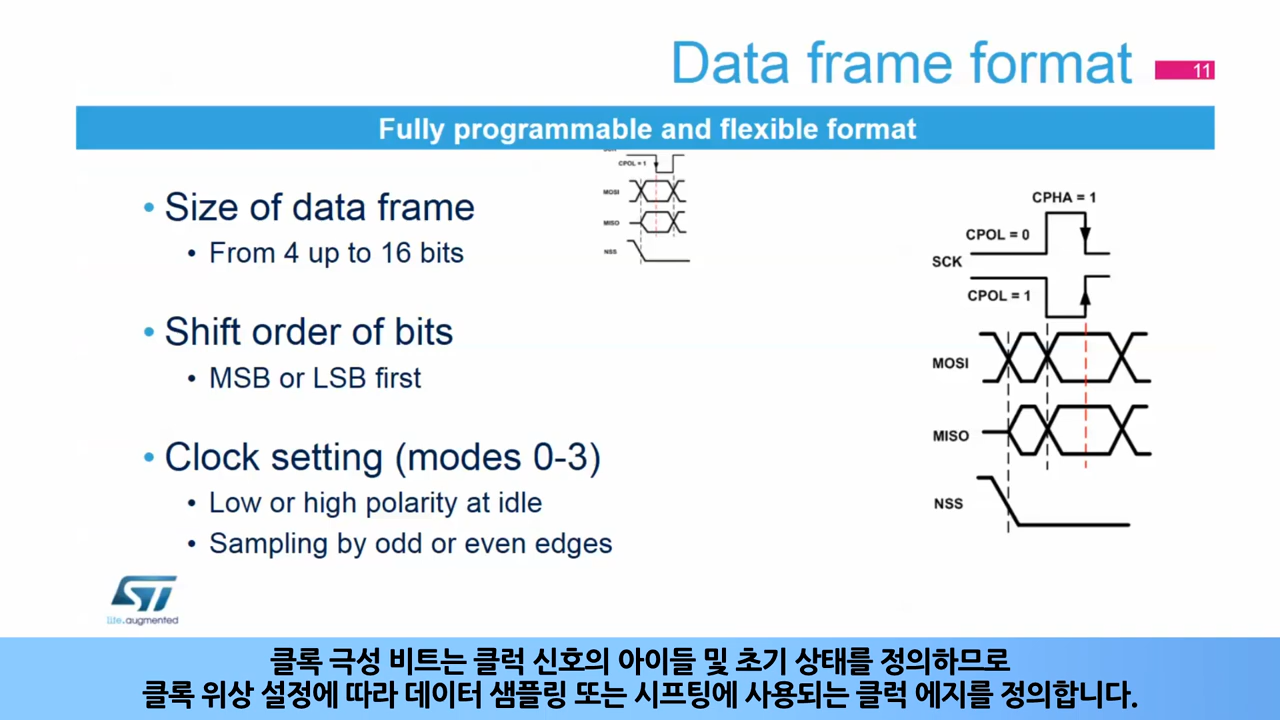 Data frame format
11
Fully programmable and flexible format
• Size of data frame
• From 4 up to 16 bits
• Shift order of bits
• MSB or LSB first
• Clock setting (modes 0-3)
• Low or high polarity at idle
• Sampling by odd or even edges
CPOL = 1
MOSI
MISO
NSS
CPHA = 1
CPOL = 0
SCK
CPOL = 1
MOSI
MISO
NSS
ST
life.augmented
클록 극성 비트는 클럭 신호의 아이들 및 초기 상태를 정의하므로
클록 위상 설정에 따라 데이터 샘플링 또는 시프팅에 사용되는 클럭 에지를 정의합니다.